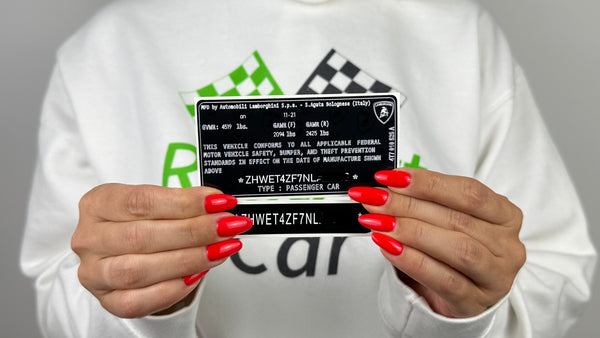 MFD by Automobili Lamborghini S.p.a. - S.Agata Bolognese (Italy)
on 11-21
GVWR: 4519 lbs. GAWR(F) GAWR(R)
2094 lbs 2425 lbs.
THIS VEHICLE CONFORMS TO ALL APPLICABLE FEDERAL
MOTOR VEHICLE SAFETY, BUMPER, AND THEFT PREVENTION
STANDARDS IN EFFECT ON THE DATE OF MANUFACTURE SHOWN
ABOVE
*ZHWET4ZF7NL *
TYPE : PASSENGER CAR
ZHWET4ZF7NL
Car